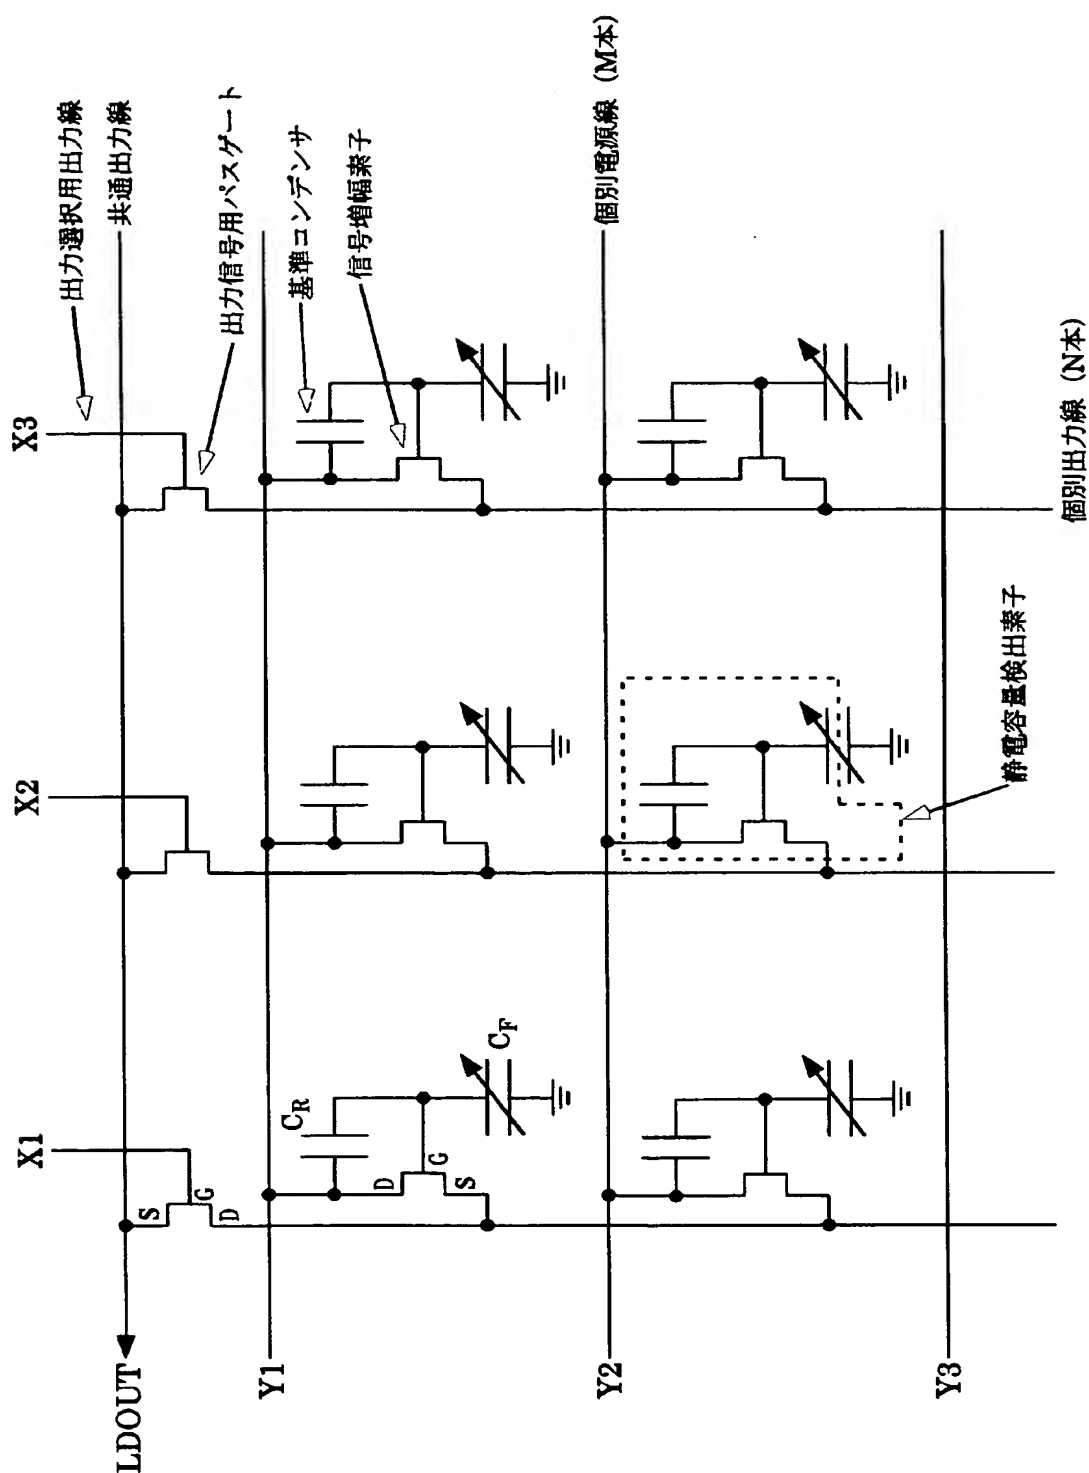 出力選択用出力線
共通出力線
出力信号用パスゲート
基準コンデンサ
信号増幅素子
個別電源線 (M本)
個別出力線 (N本)
静電容量検出素子
X3
X2
X1
S
G
D
C_R
D
G
S
C_F
LDOUT
Y1
Y2
Y3